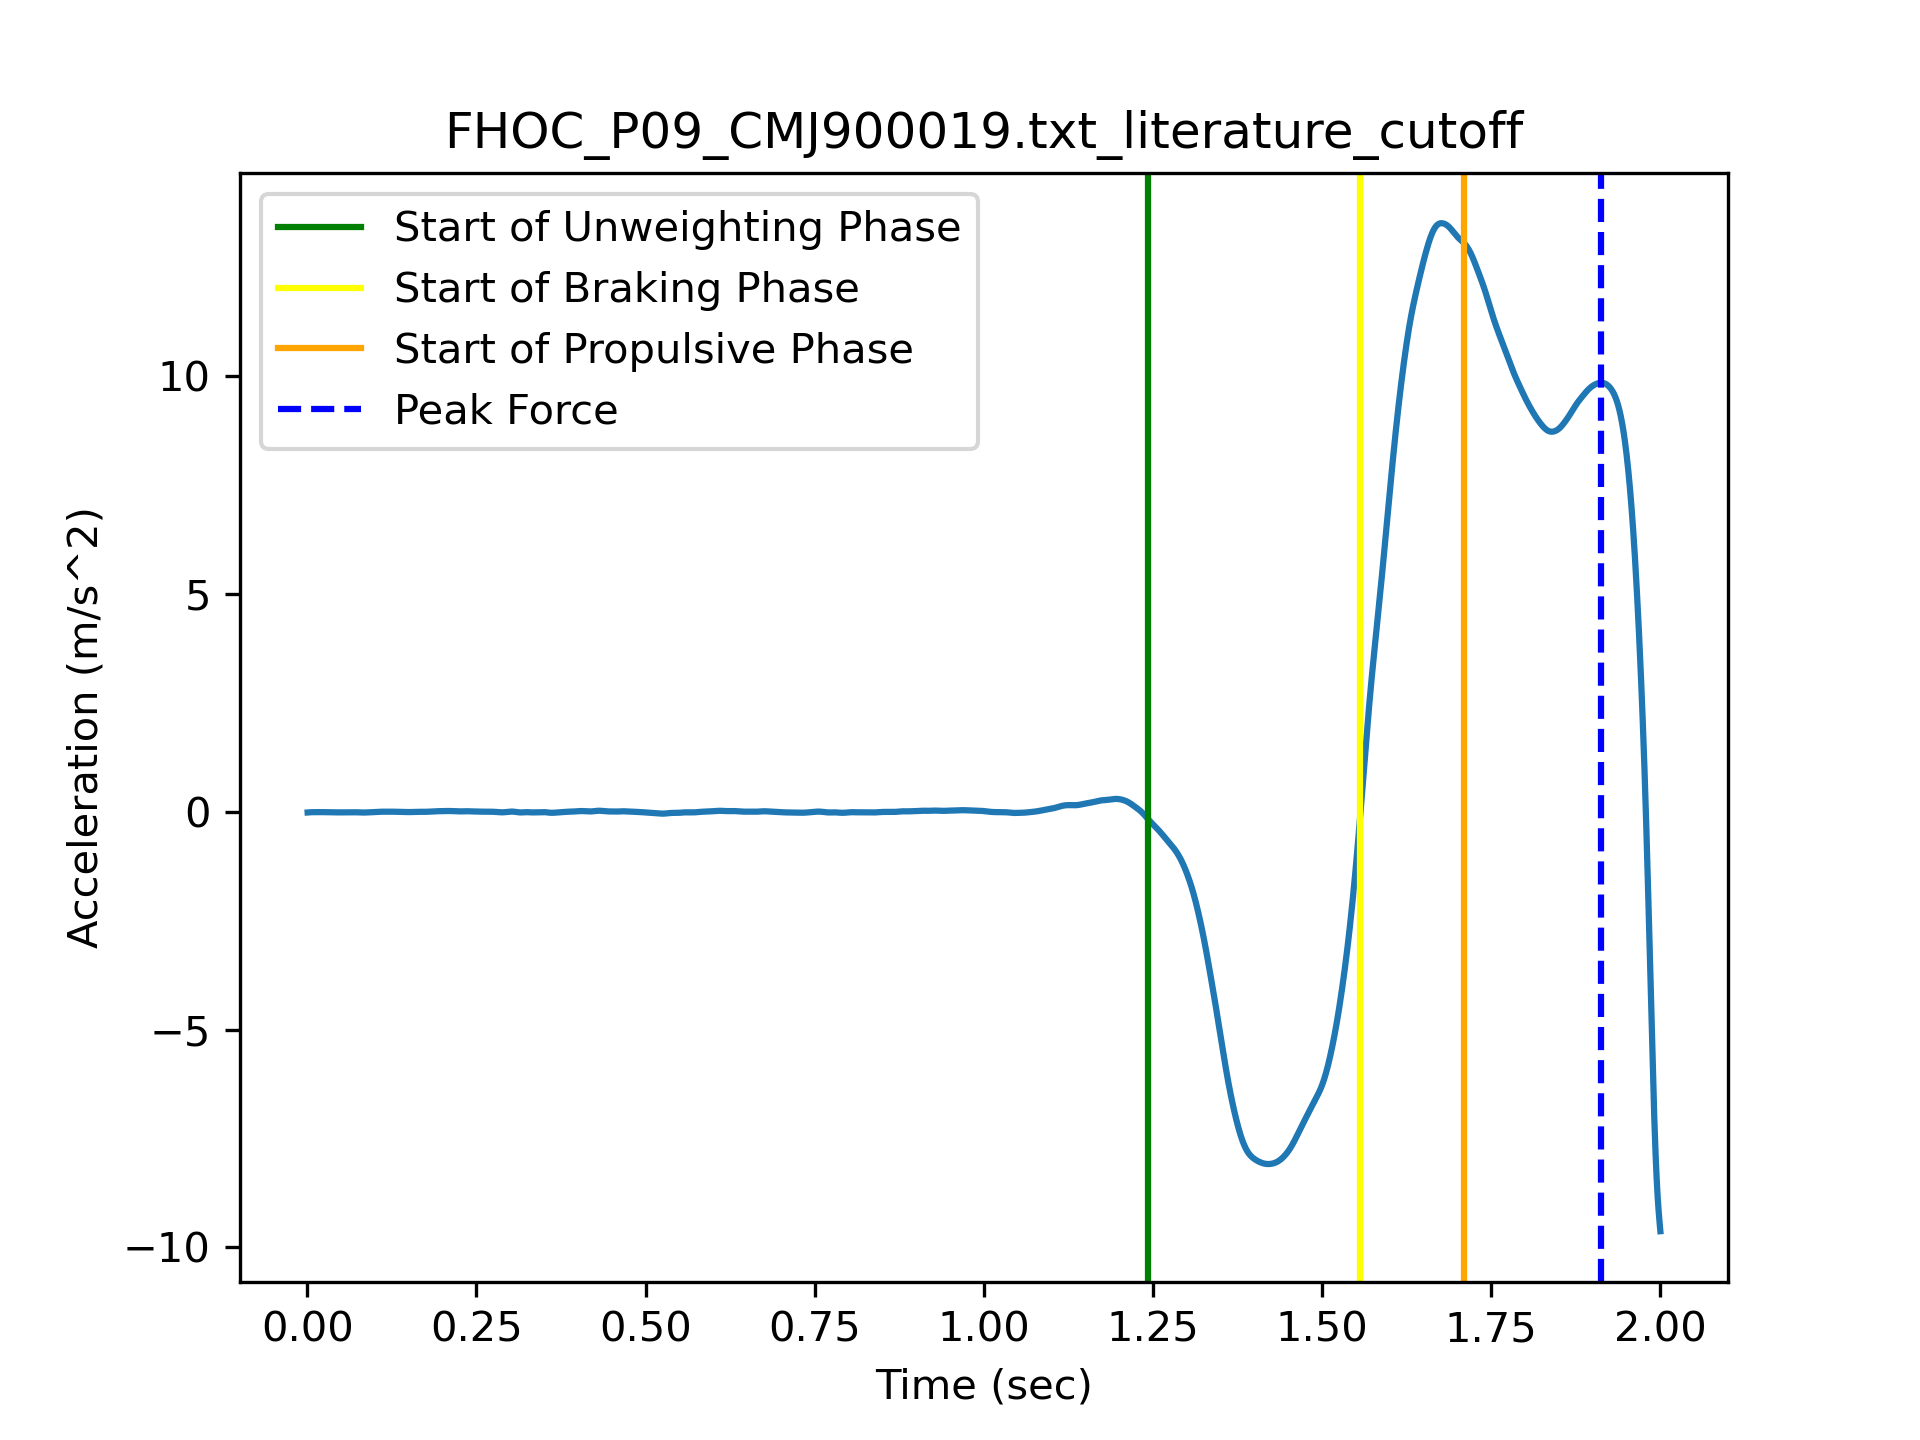 FHOC_P09_CMJ900019.txt_literature_cutoff
Start of Unweighting Phase
Start of Braking Phase
Start of Propulsive Phase
Peak Force
Acceleration (m/s^2)
10
5
0
−5
−10
0.00 0.25 0.50 0.75 1.00 1.25 1.50 1.75 2.00
Time (sec)